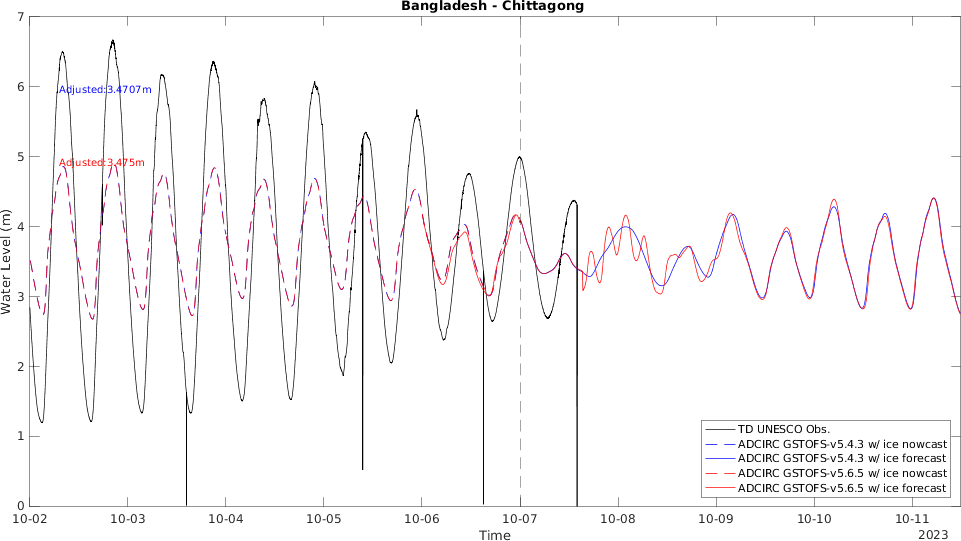 Bangladesh - Chittagong
7
6
5
4
3
2
1
0
Water Level (m)
Adjusted:3.4707m
Adjusted:3.475m
TD UNESCO Obs.
ADCIRC GSTOFS-v5.4.3 w/ ice nowcast
ADCIRC GSTOFS-v5.4.3 w/ ice forecast
ADCIRC GSTOFS-v5.6.5 w/ ice nowcast
ADCIRC GSTOFS-v5.6.5 w/ ice forecast
10-02 10-03 10-04 10-05 10-06 10-07 10-08 10-09 10-10 10-11
Time
2023